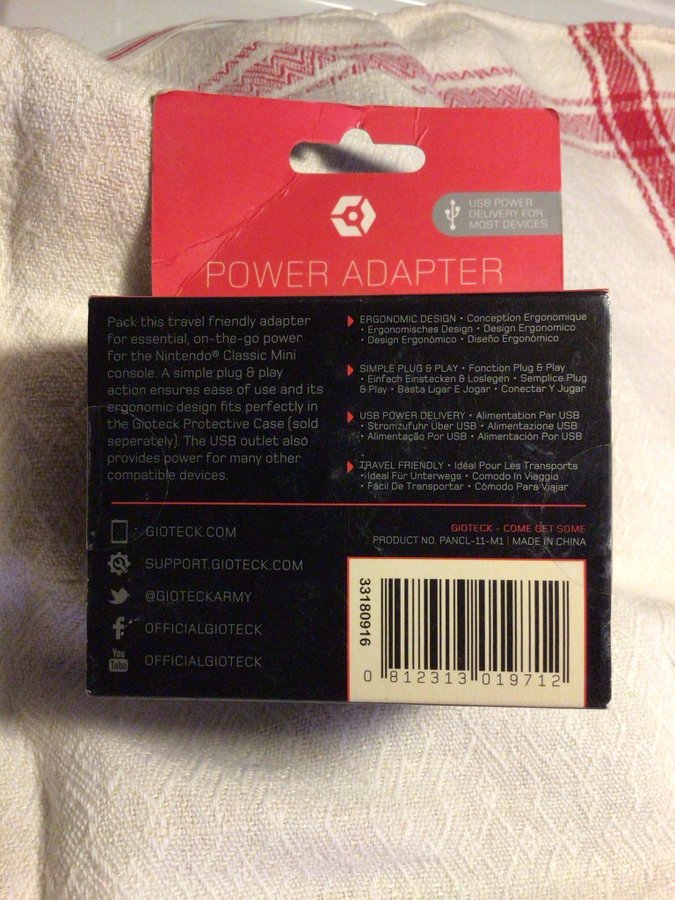 USB POWER
DELIVERY FOR
MOST DEVICES
POWER ADAPTER
Pack this travel friendly adapter
for essential, on-the-go power
for the Nintendo® Classic Mini
console. A simple plug & play
action ensures ease of use and its
ergonomic design fits perfectly in
the Gioteck Protective Case (sold
seperately). The USB outlet also
provides power for many other
compatible devices.
ERGONOMIC DESIGN • Conception Ergonomique
• Ergonomisches Design • Design Ergonomico
• Design Ergonômico • Diseño Ergonómico
SIMPLE PLUG & PLAY • Fonction Plug & Play
• Einfach Einstecken & Loslegen • Semplice Plug
& Play • Basta Ligar E Jogar • Conectar Y Jugar
USB POWER DELIVERY • Alimentation Par USB
• Stromzufuhr Über USB • Alimentazione USB
• Alimentação Por USB • Alimentación Por USB
TRAVEL FRIENDLY • Idéal Pour Les Transports
• Ideal Für Unterwegs • Comodo In Viaggio
• Fácil De Transportar • Cómodo Para Viajar
GIOTECK.COM
SUPPORT.GIOTECK.COM
@GIOTECKARMY
OFFICIALGIOTECK
You
Tube
OFFICIALGIOTECK
GIOTECK - COME GET SOME
PRODUCT NO. PANCL-11-M1 | MADE IN CHINA
33180916
0 812313 019712